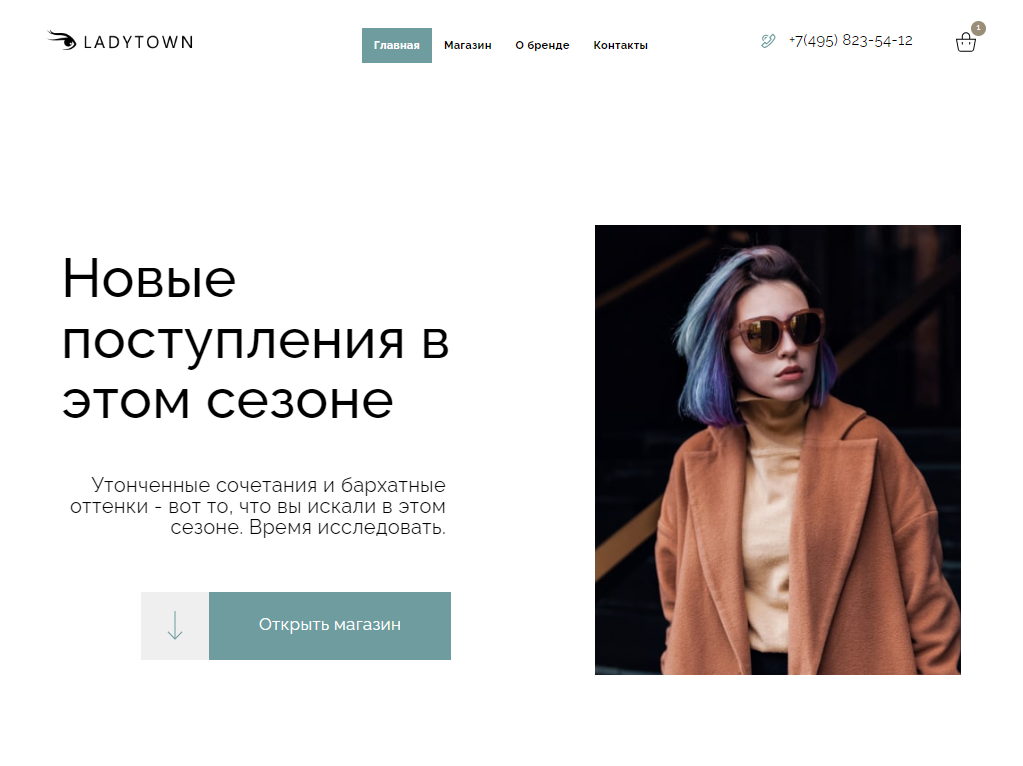 LADYTOWN
Главная
Магазин
О бренде
Контакты
+7(495) 823-54-12
1
Новые
поступления в
этом сезоне
Утонченные сочетания и бархатные
оттенки - вот то, что вы искали в этом
сезоне. Время исследовать.
Открыть магазин